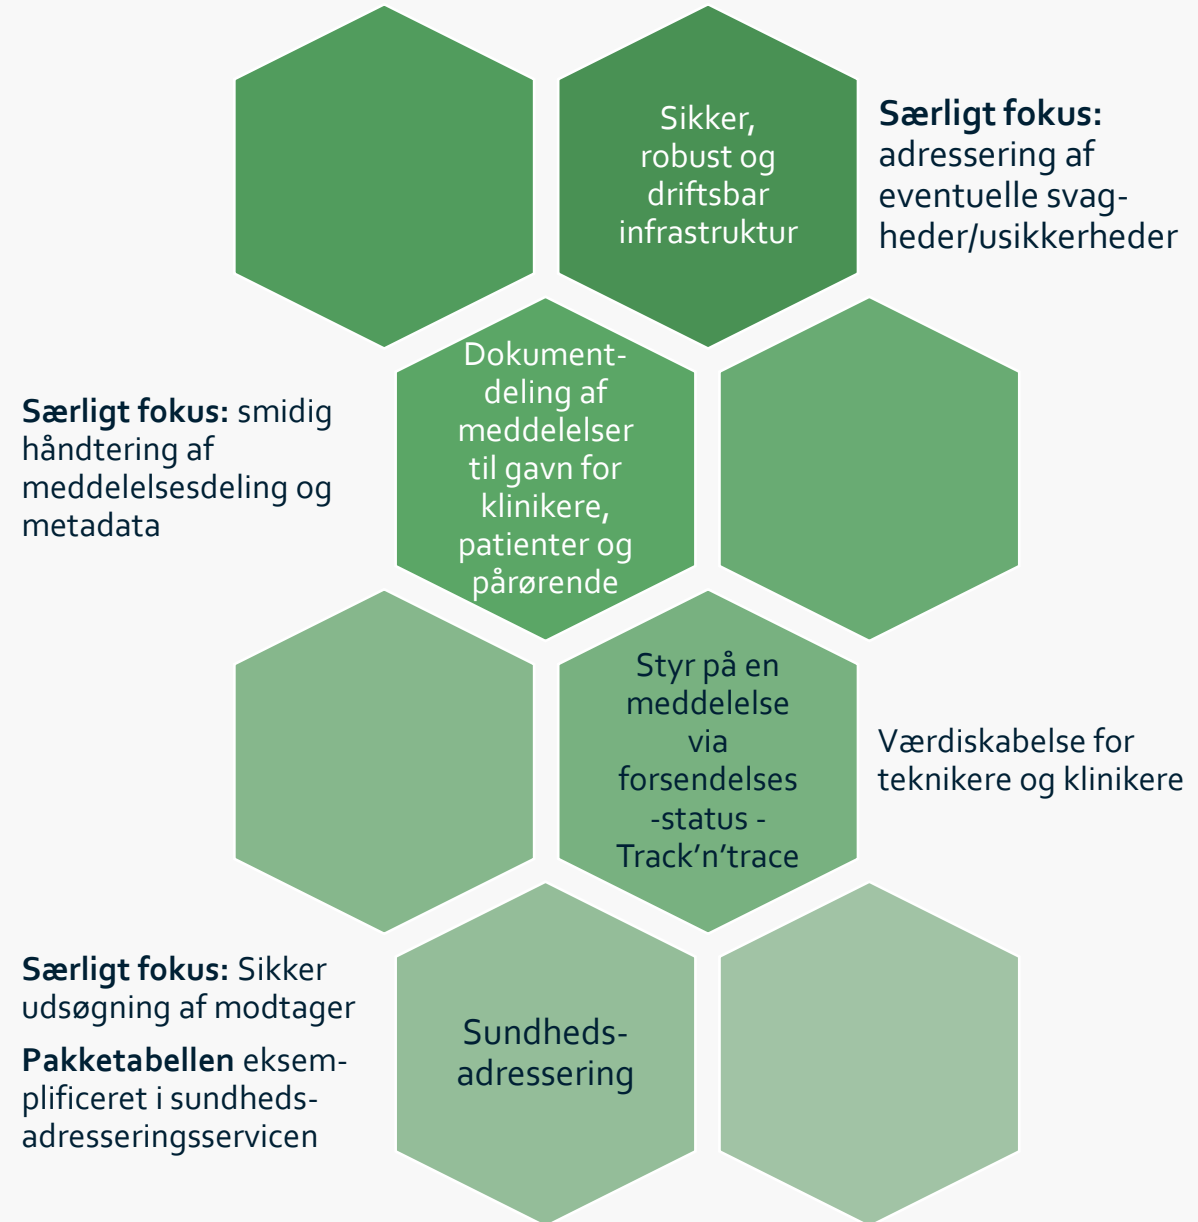 Sikker,
robust og
driftsbar
infrastruktur
Særligt fokus:
adressering af
eventuelle svag-
heder/usikkerheder
Særligt fokus: smidig
håndtering af
meddelelsesdeling og
metadata
Dokument-
deling af
meddelelser
til gavn for
klinikere,
patienter og
pårørende
Styr på en
meddelelse
via
forsendelses
-status -
Track’n’trace
Værdiskabelse for
teknikere og klinikere
Særligt fokus: Sikker
udsøgning af modtager
Pakketabellen eksem-
plificeret i sundheds-
adresseringsservicen
Sundheds-
adressering